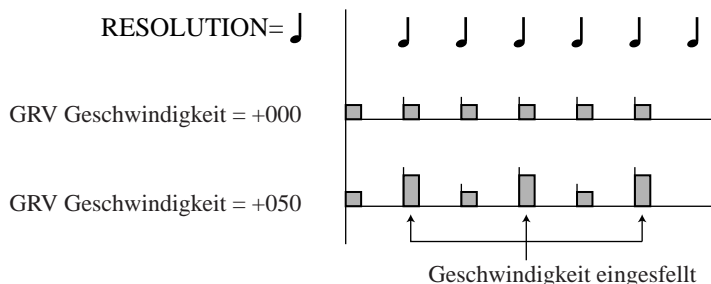 RESOLUTION=
GRV Geschwindigkeit = +000
GRV Geschwindigkeit = +050
Geschwindigkeit eingesfellt